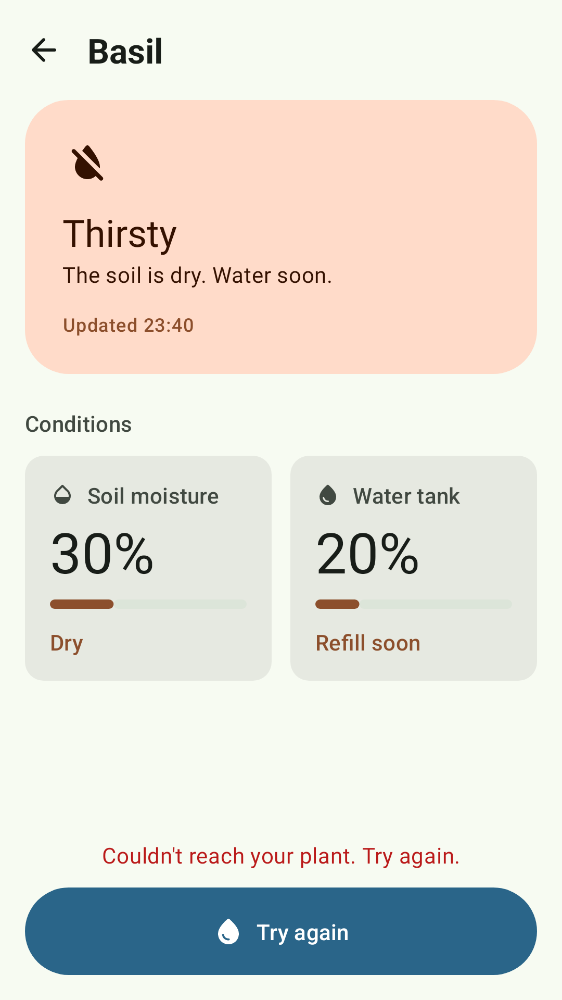 Basil
Thirsty
The soil is dry. Water soon.
Updated 23:40
Conditions
Soil moisture
30%
Dry
Water tank
20%
Refill soon
Couldn't reach your plant. Try again.
Try again